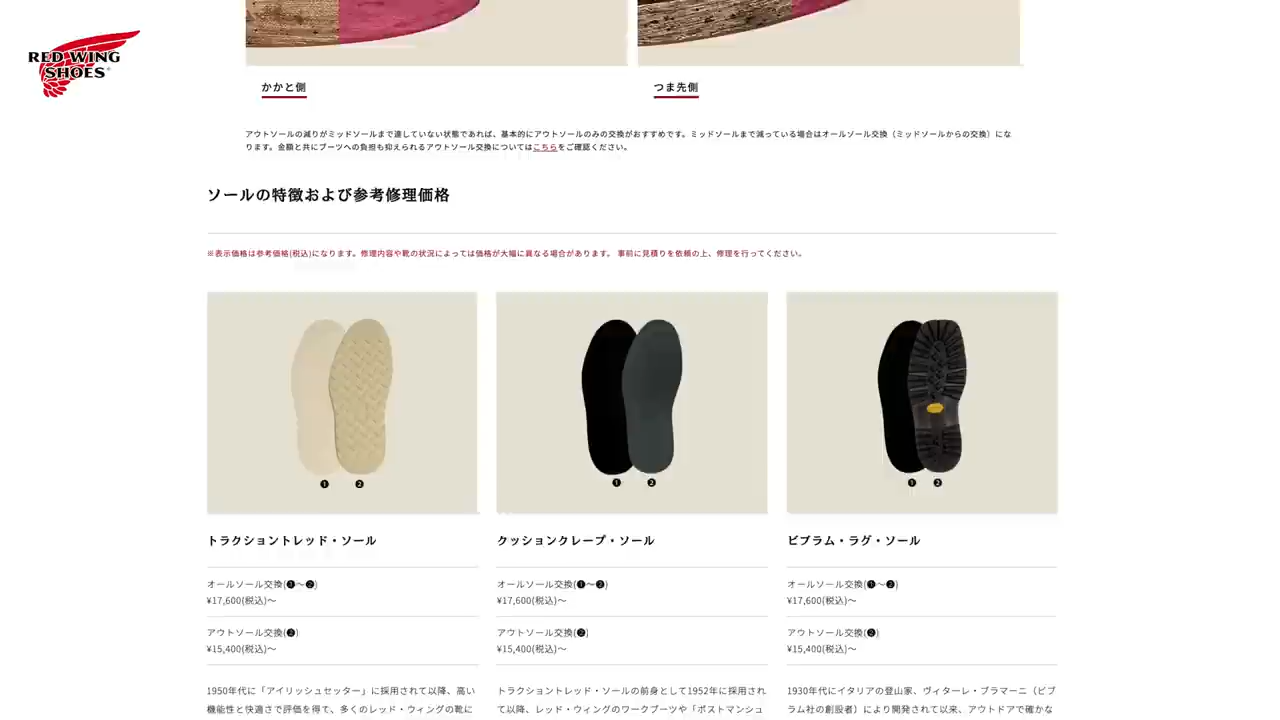 RED WING
SHOES
かかと側
つま先側
アウトソールの減りがミッドソールまで達していない状態であれば、基本的にアウトソールのみの交換がおすすめです。ミッドソールまで減っている場合はオールソール交換（ミッドソールからの交換）にな
ります。金額と共にブーツへの負担も抑えられるアウトソール交換についてはこちらをご確認ください。
ソールの特徴および参考修理価格
※表示価格は参考価格(税込)になります。修理内容や靴の状況によっては価格が大幅に異なる場合があります。 事前に見積りを依頼の上、修理を行ってください。
❶ ❷
❶ ❷
❶ ❷
トラクショントレッド・ソール
オールソール交換(❶〜❷)
¥17,600(税込)〜
アウトソール交換(❷)
¥15,400(税込)〜
1950年代に「アイリッシュセッター」に採用されて以降、高い
機能性と快適さで評価を得て、多くのレッド・ウィングの靴に
クッションクレープ・ソール
オールソール交換(❶〜❷)
¥17,600(税込)〜
アウトソール交換(❷)
¥15,400(税込)〜
トラクショントレッド・ソールの前身として1952年に採用され
て以降、レッド・ウィングのワークブーツや「ポストマンシュ
ビブラム・ラグ・ソール
オールソール交換(❶〜❷)
¥17,600(税込)〜
アウトソール交換(❷)
¥15,400(税込)〜
1930年代にイタリアの登山家、ヴィターレ・ブラマーニ（ビブ
ラム社の創設者）により開発されて以来、アウトドアで確かな